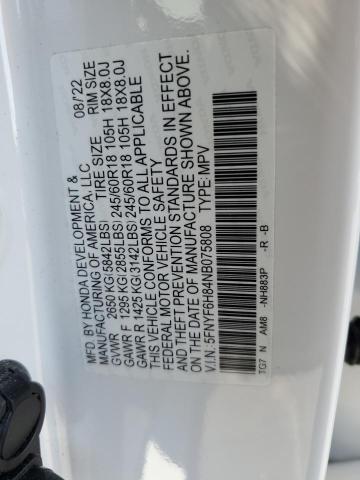 MFD. BY HONDA DEVELOPMENT & 08/'22
MANUFACTURING OF AMERICA, LLC
TIRE SIZE RIM SIZE
GVWR 2650 KG(5842LBS)
GAWR F 1295 KG(2855LBS) 245/60R18 105H 18X8.0J
GAWR R 1425 KG(3142LBS) 245/60R18 105H 18X8.0J
THIS VEHICLE CONFORMS TO ALL APPLICABLE
FEDERAL MOTOR VEHICLE SAFETY
AND THEFT PREVENTION STANDARDS IN EFFECT
ON THE DATE OF MANUFACTURE SHOWN ABOVE.
V.I.N.: 5FNYF6H84NB075808 TYPE: MPV
TG7 N AM8 -NH883P -R -B